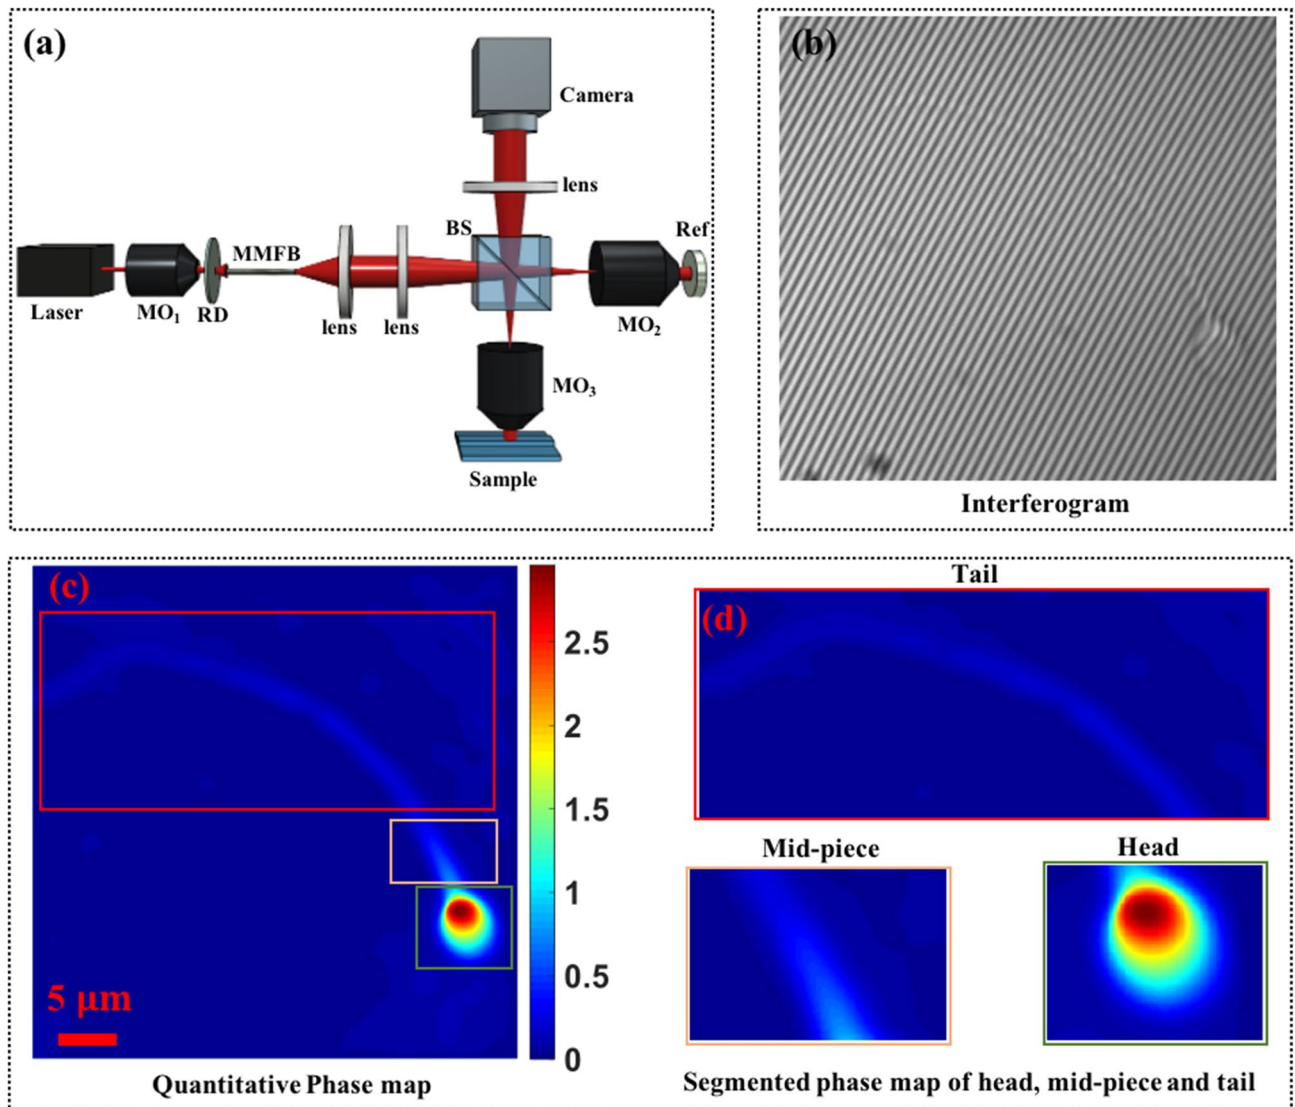 (a)
Camera
lens
BS
Ref
MMFB
Laser
MO₁
RD
lens
lens
MO₂
MO₃
Sample
(b)
Interferogram
(c)
2.5
2
1.5
1
0.5
0
5 μm
Quantitative Phase map
Tail
(d)
Mid-piece
Head
Segmented phase map of head, mid-piece and tail